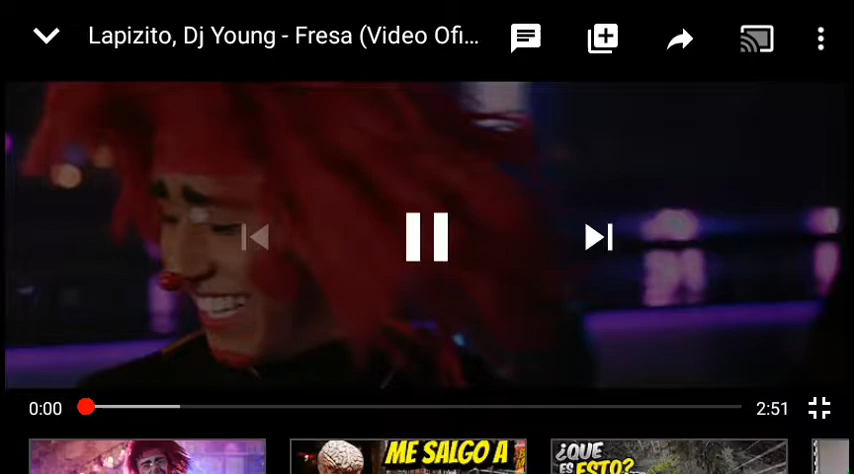 Lapizito, Dj Young - Fresa (Video Ofi...
0:00
2:51
ME SALGO A
¿QUE
ES ESTO?